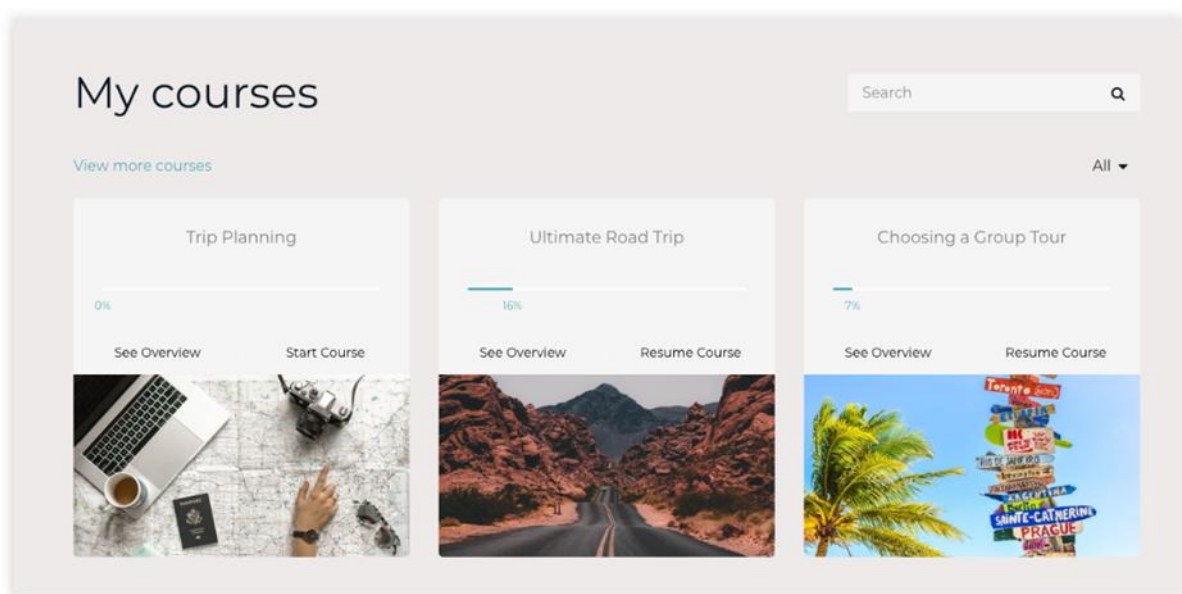 My courses
Search
View more courses
All
Trip Planning
0%
See Overview
Start Course
Ultimate Road Trip
16%
See Overview
Resume Course
Choosing a Group Tour
7%
See Overview
Resume Course
PASSPORT
Toronto
RIO DE JANEIRO
ARGENTINA
Berlin
SAINTE-CATHERINE
PRAGUE